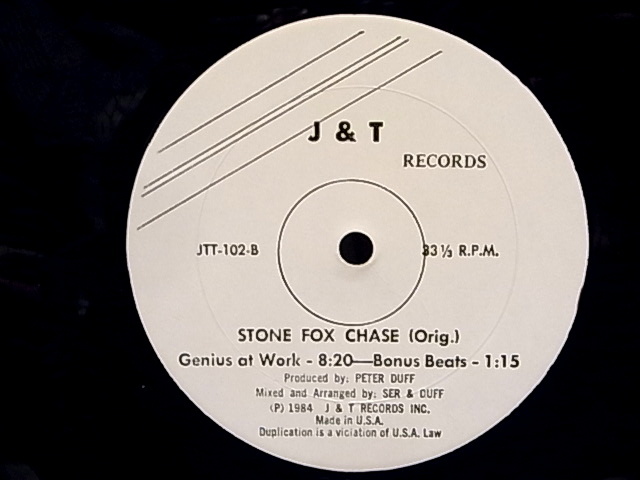 J & T
RECORDS
JTT-102-B
33 ⅓ R.P.M.
STONE FOX CHASE (Orig.)
Genius at Work - 8:20—Bonus Beats - 1:15
Produced by: PETER DUFF
Mixed and Arranged by: SER & DUFF
(P) 1984 J & T RECORDS INC.
Made in U.S.A.
Duplication is a viciation of U.S.A. Law